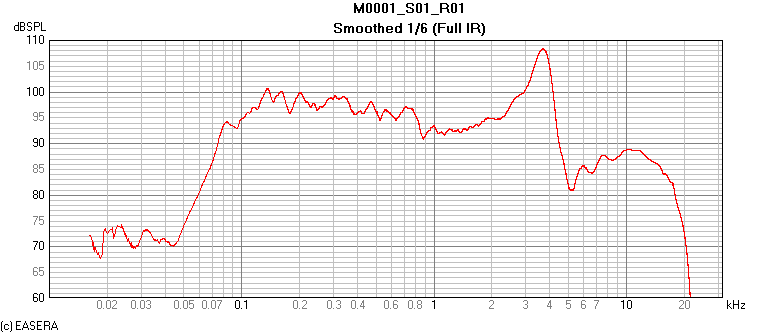 M0001_S01_R01
dBSPL
Smoothed 1/6 (Full IR)
110
105
100
95
90
85
80
75
70
65
60
0.02 0.03 0.05 0.07 0.1 0.2 0.3 0.4 0.5 0.7 1 2 3 4 5 6 7 10 20 kHz
(c) EASERA